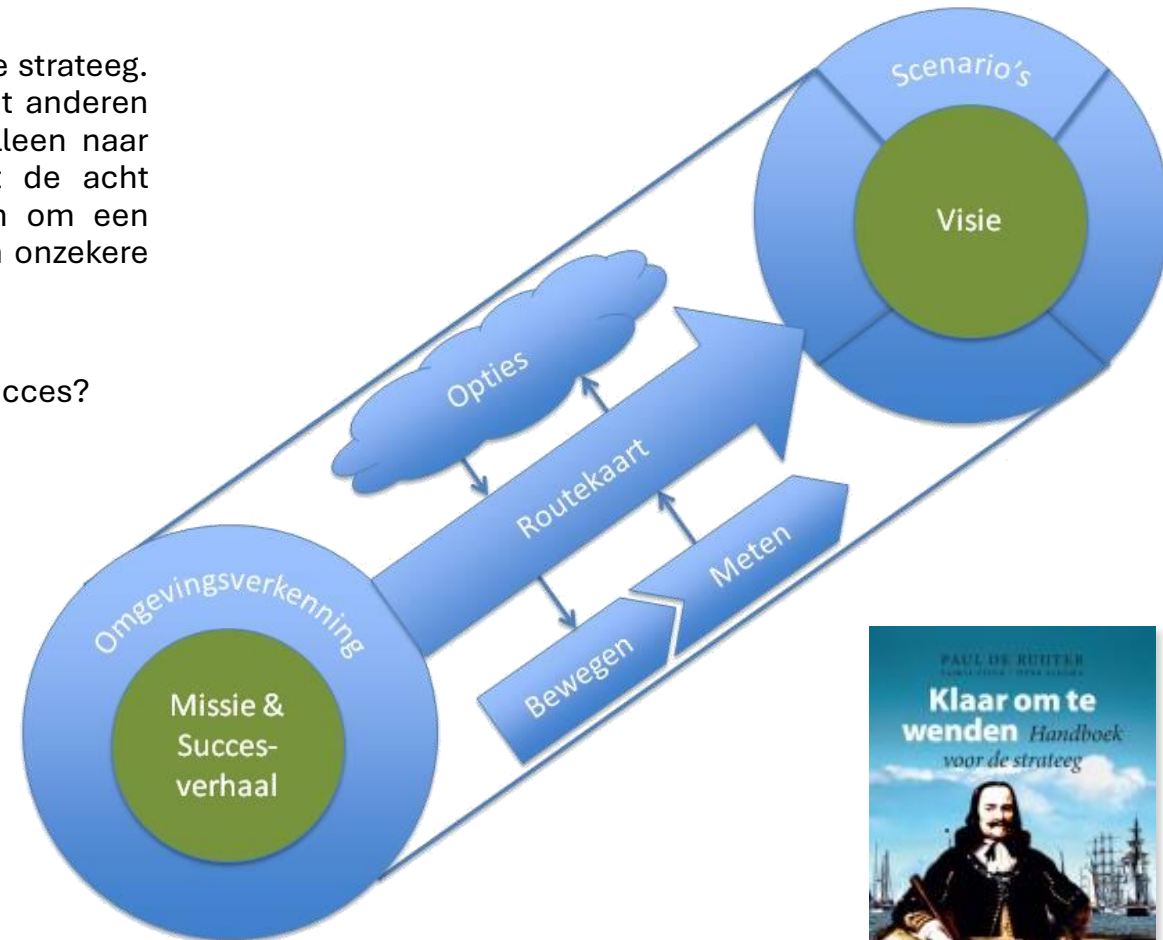 e strateeg.
t anderen
lleen naar
t de acht
n om een
n onzekere
cces?
Scenario's
Visie
Opties
Routekaart
Meten
Bewegen
Omgevingsverkenning
Missie &
Succes-
verhaal
PAUL DE RUIJTER
Klaar om te
wenden Handboek
voor de strateeg